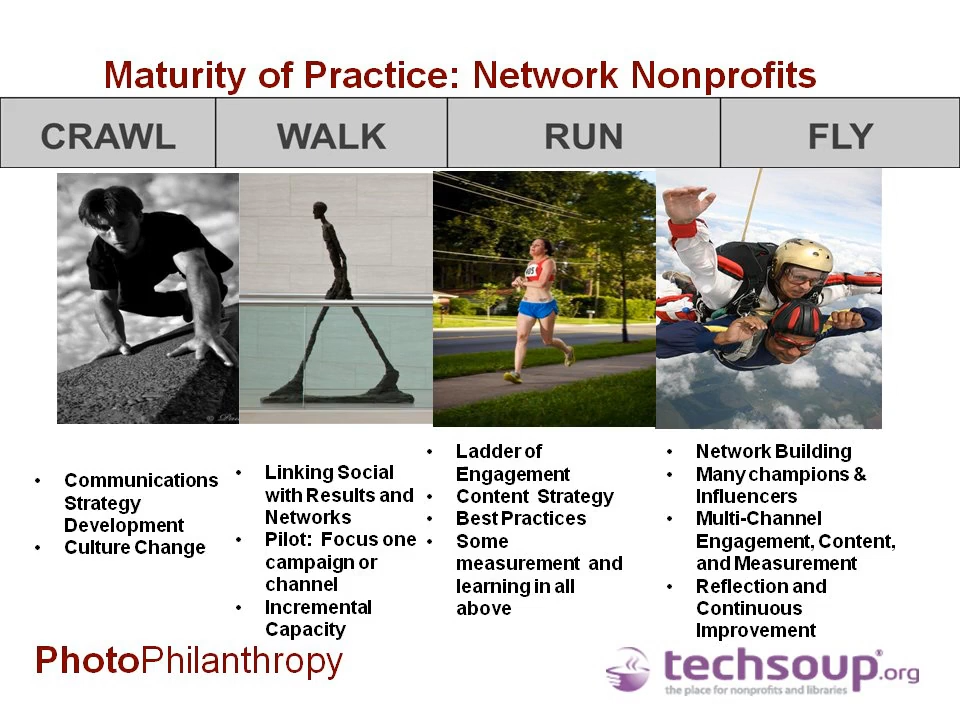 Maturity of Practice: Network Nonprofits
CRAWL
WALK
RUN
FLY
• Communications
Strategy
Development
• Culture Change
• Linking Social
with Results and
Networks
• Pilot: Focus one
campaign or
channel
• Incremental
Capacity
• Ladder of
Engagement
• Content Strategy
• Best Practices
• Some
measurement and
learning in all
above
• Network Building
• Many champions &
Influencers
• Multi-Channel
Engagement, Content,
and Measurement
• Reflection and
Continuous
Improvement
PhotoPhilanthropy
techsoup®.org
the place for nonprofits and libraries